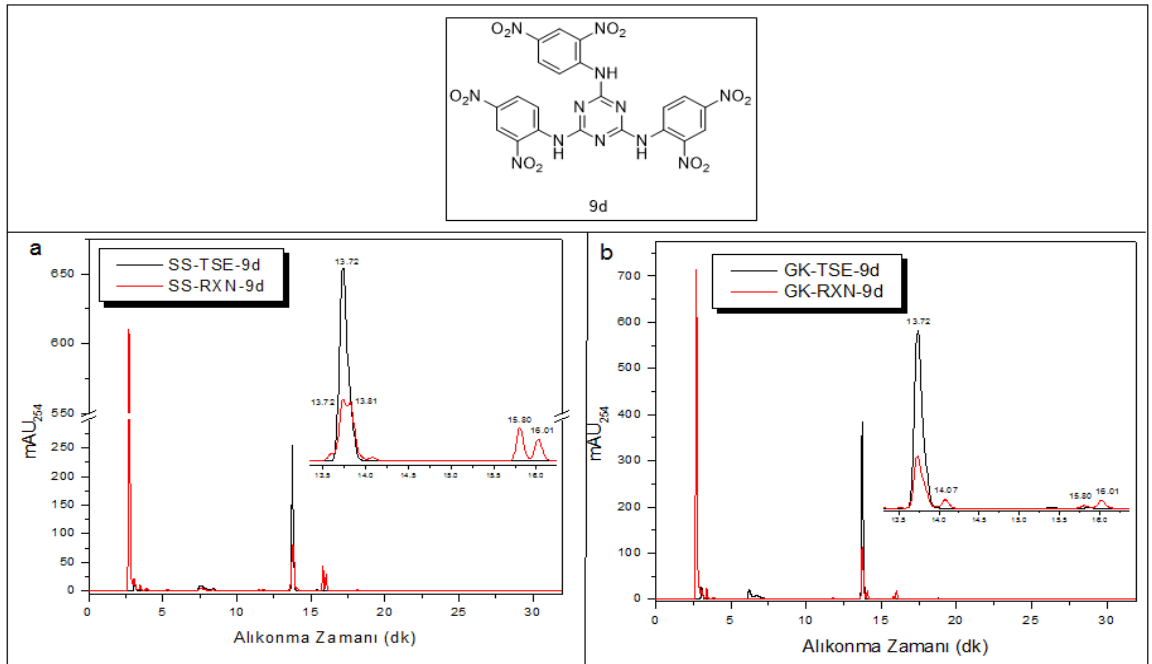 NO₂
NO₂
O₂N
NH
O₂N
N
N
NO₂
N
H
N
N
H
NO₂
NO₂
9d
a
SS-TSE-9d
SS-RXN-9d
13.72
13.72
13.81
15.80
16.01
13.5 14.0 14.5 15.0 15.5 16.0
650
600
550
250
200
150
100
50
0
mAU₂₅₄
0 5 10 15 20 25 30
Alıkonma Zamanı (dk)
b
GK-TSE-9d
GK-RXN-9d
13.72
14.07
15.80
16.01
13.5 14.0 14.5 15.0 15.5 16.0
700
600
500
400
300
200
100
0
mAU₂₅₄
0 5 10 15 20 25 30
Alıkonma Zamanı (dk)